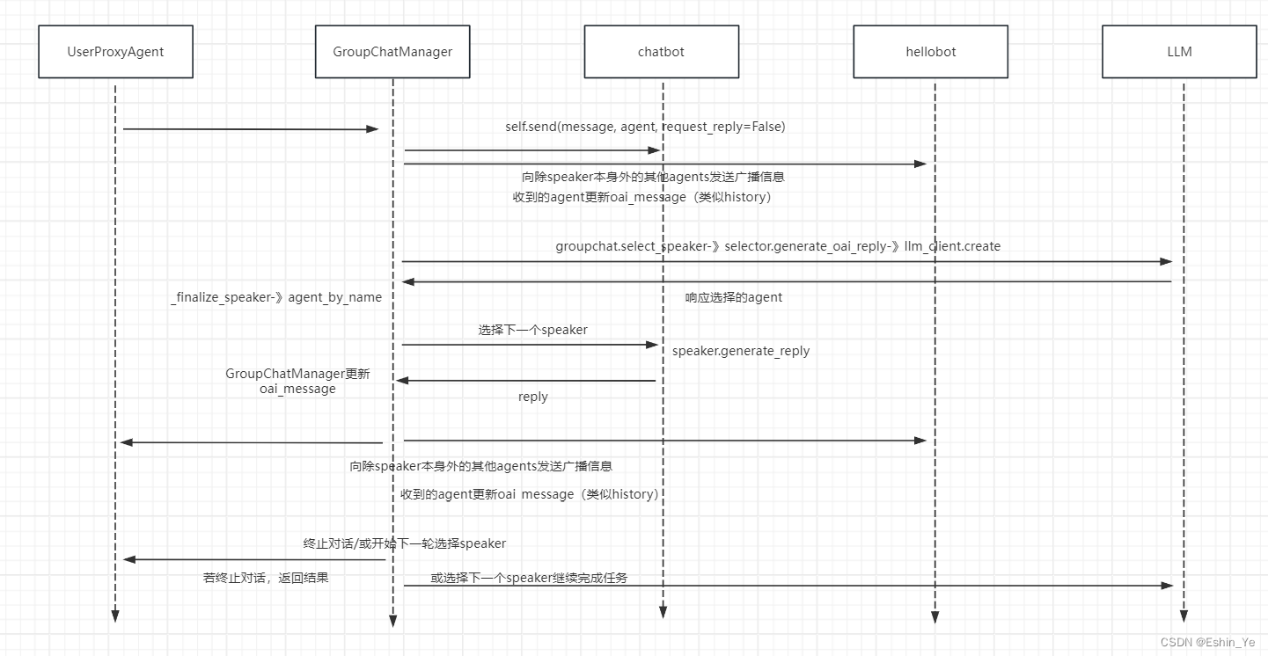 UserProxyAgent
GroupChatManager
chatbot
hellobot
LLM
self.send(message, agent, request_reply=False)
向除speaker本身外的其他agents发送广播信息
收到的agent更新oai_message（类似history）
groupchat.select_speaker-》selector.generate_oai_reply-》llm_client.create
_finalize_speaker-》agent_by_name
响应选择的agent
选择下一个speaker
speaker.generate_reply
GroupChatManager更新
oai_message
reply
向除speaker本身外的其他agents发送广播信息
收到的agent更新oai message（类似history）
终止对话/或开始下一轮选择speaker
若终止对话，返回结果
或选择下一个speaker继续完成任务
CSDN @Eshin_Ye